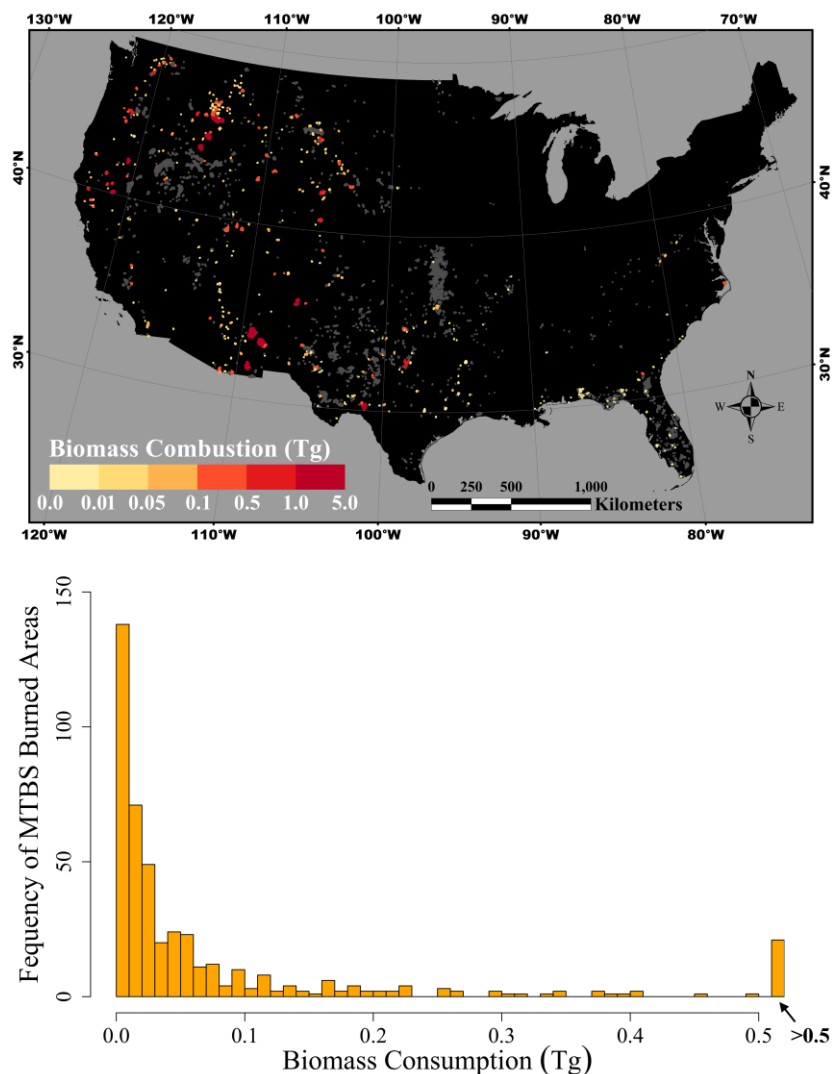 130°W 120°W 110°W 100°W 90°W 80°W 70°W
40°N 40°N
30°N 30°N
N
W E
S
Biomass Combustion (Tg)
0.0 0.01 0.05 0.1 0.5 1.0 5.0
0 250 500 1,000
Kilometers
120°W 110°W 100°W 90°W 80°W
Fequency of MTBS Burned Areas
150
100
50
0
0.0 0.1 0.2 0.3 0.4 0.5 >0.5
Biomass Consumption (Tg)